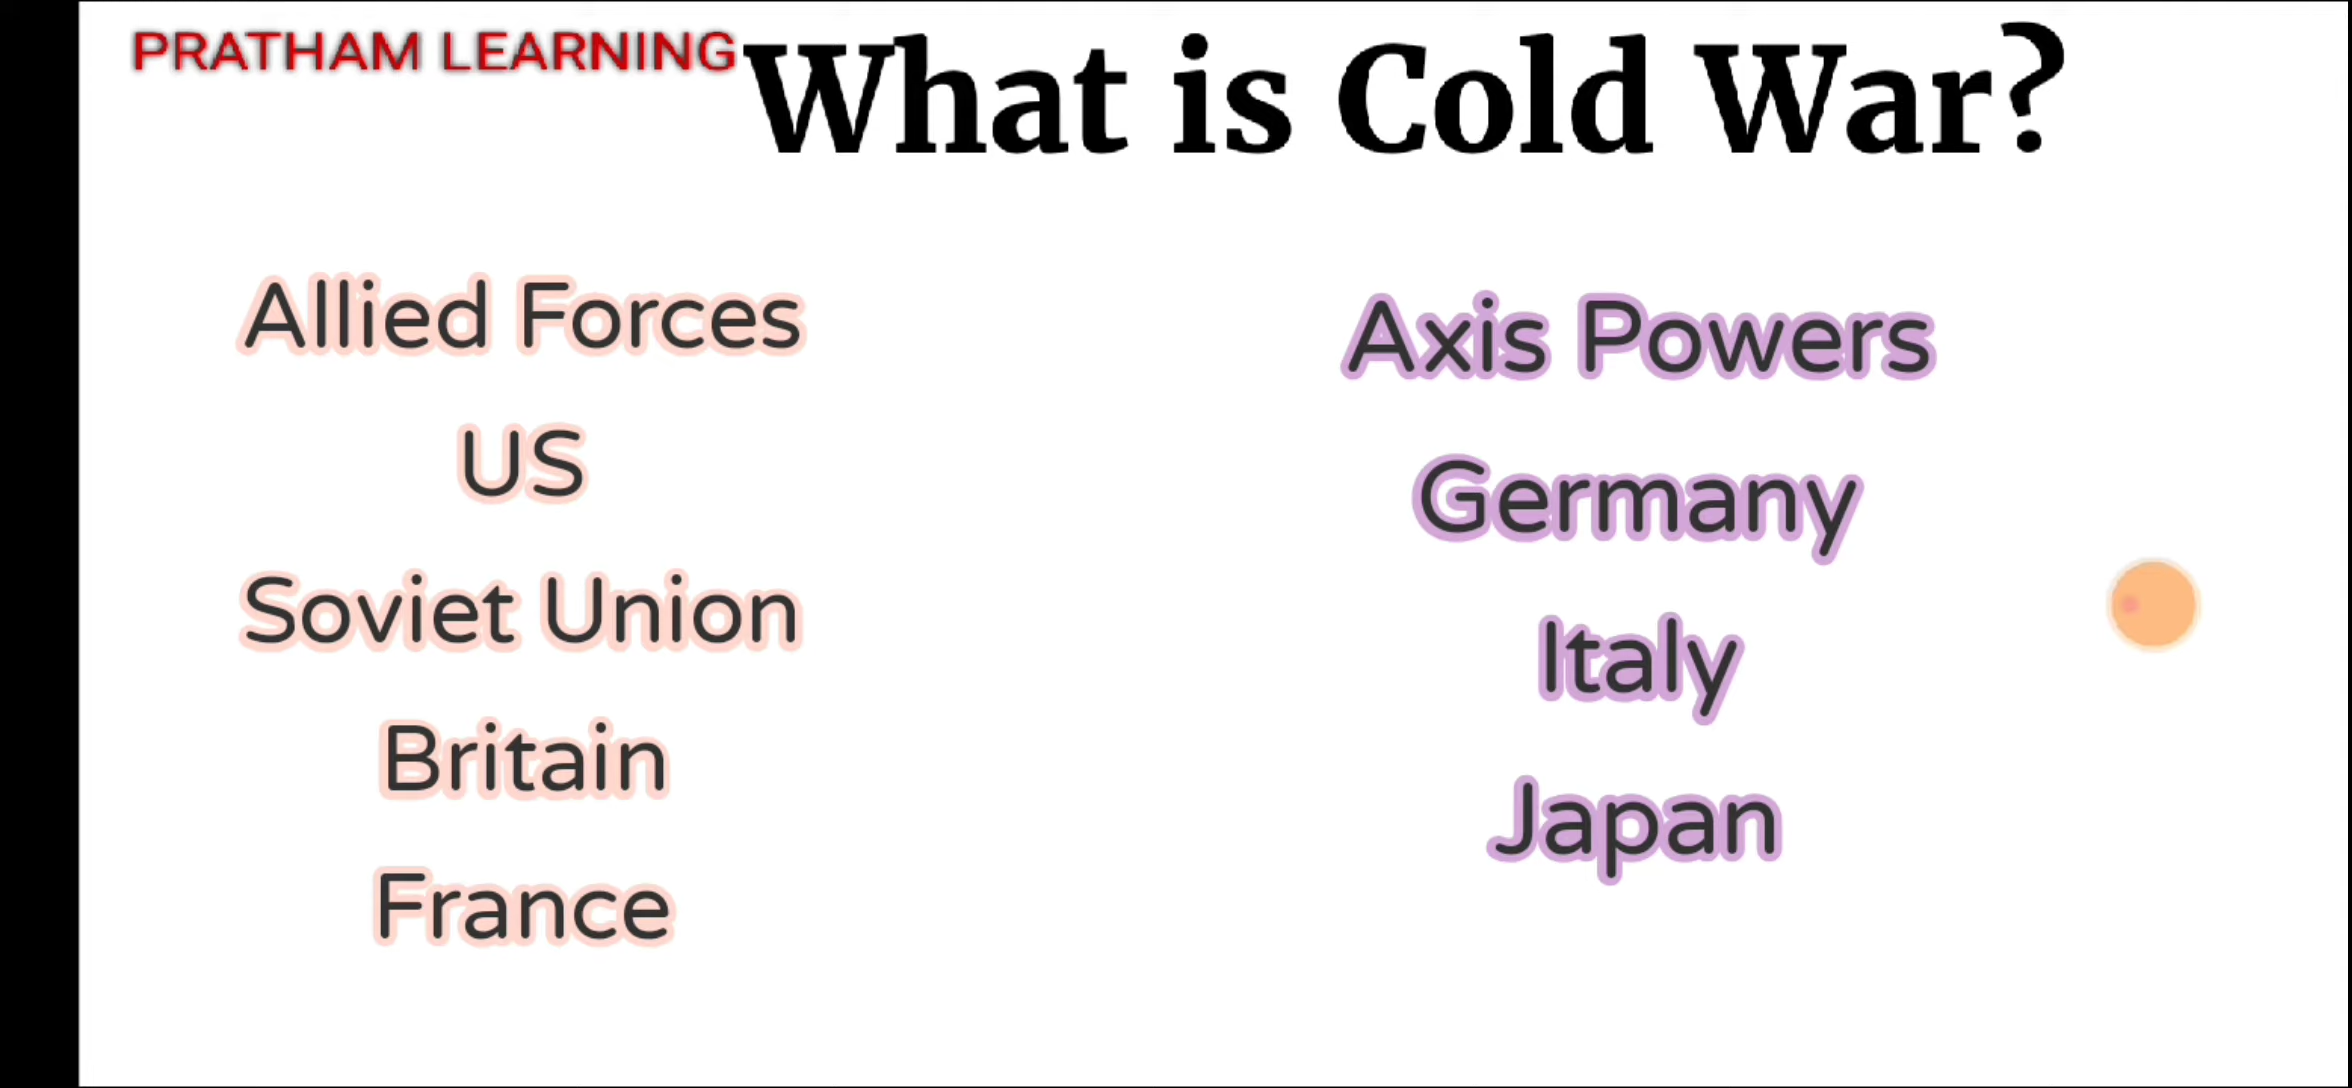 PRATHAM LEARNING
What is Cold War?
Allied Forces
US
Soviet Union
Britain
France
Axis Powers
Germany
Italy
Japan